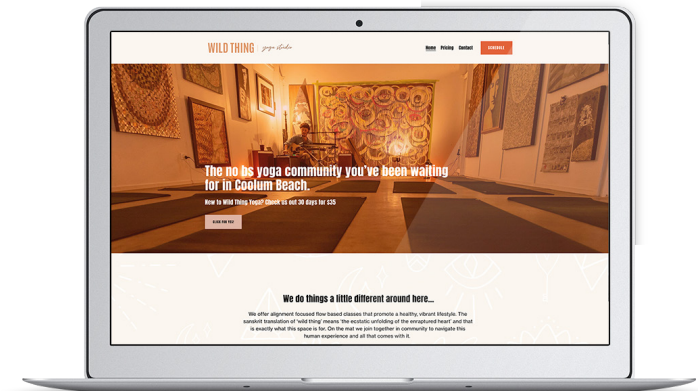 WILD THING yoga studio
Home Pricing Contact SCHEDULE
The no bs yoga community you've been waiting
for in Coolum Beach.
New to Wild Thing Yoga? Check us out 30 days for $35
We do things a little different around here...
We offer alignment focused flow based classes that promote a healthy, vibrant lifestyle. The
sanskrit translation of 'wild thing' means 'the ecstatic unfolding of the enraptured heart' and that
is exactly what this space is for. On the mat we join together in community to navigate this
human experience and all that comes with it.